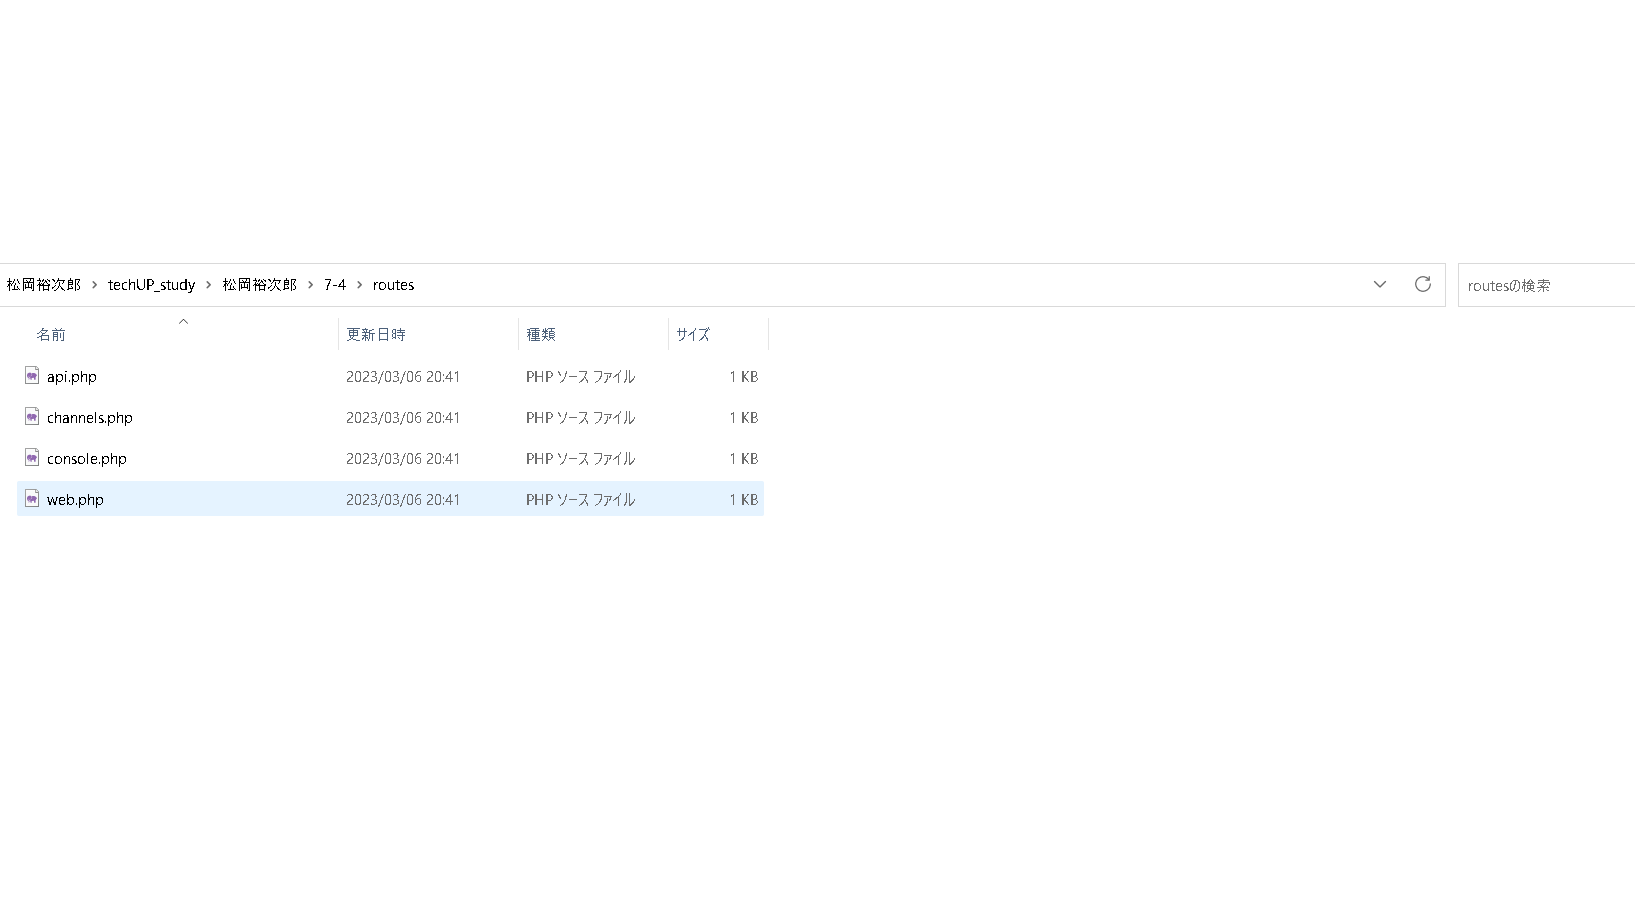 松岡裕次郎 > techUP_study > 松岡裕次郎 > 7-4 > routes routesの検索
名前 更新日時 種類 サイズ
api.php 2023/03/06 20:41 PHP ソース ファイル 1 KB
channels.php 2023/03/06 20:41 PHP ソース ファイル 1 KB
console.php 2023/03/06 20:41 PHP ソース ファイル 1 KB
web.php 2023/03/06 20:41 PHP ソース ファイル 1 KB